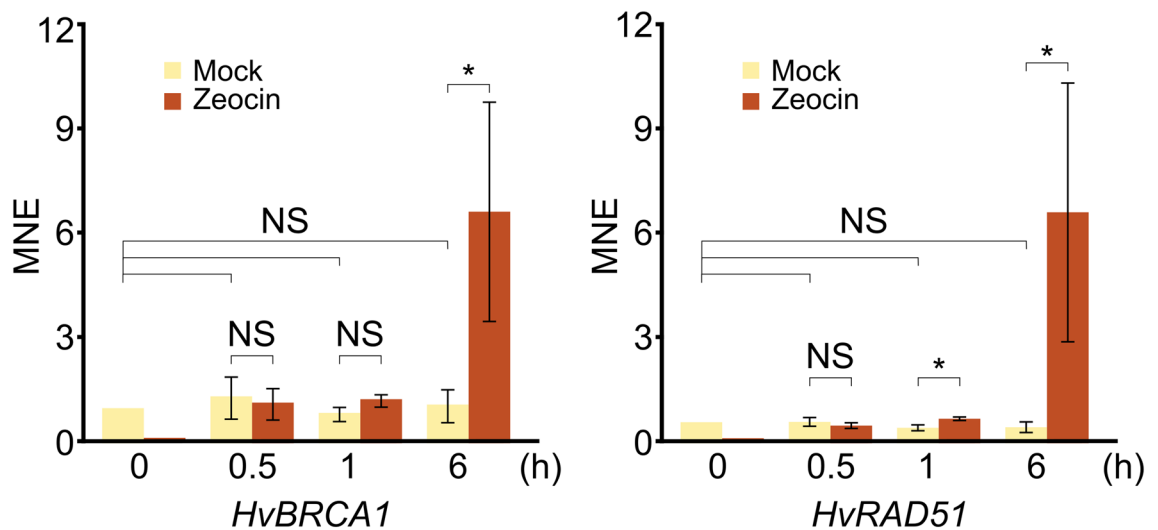 12
9
6
3
0
MNE
Mock
Zeocin
*
NS
NS
NS
0 0.5 1 6 (h)
HvBRCA1
12
9
6
3
0
MNE
Mock
Zeocin
*
NS
NS
*
0 0.5 1 6 (h)
HvRAD51